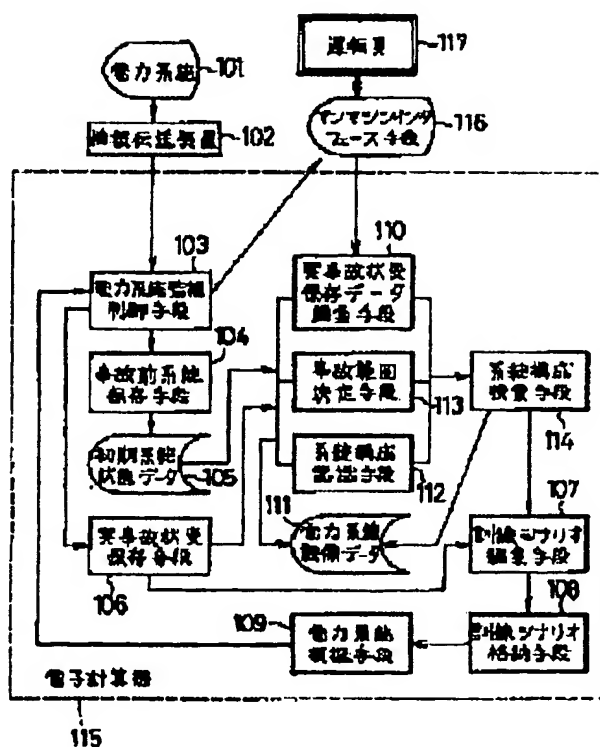 電力系統
101
運転員
117
情報伝送装置
102
マンマシンインタ
フェース手段
116
103
電力系統監視
制御手段
110
実事故状変
保存データ
調査手段
104
事故前系統
保存手段
事故範囲
決定手段
113
系統構成
検索手段
114
初期系統
状態データ
105
系統構成
記述手段
112
111
電力系統
設備データ
107
訓練シナリオ
編集手段
実事故状変
保存手段
106
108
訓練シナリオ
格納手段
109
電力系統
模擬手段
電子計算機
115